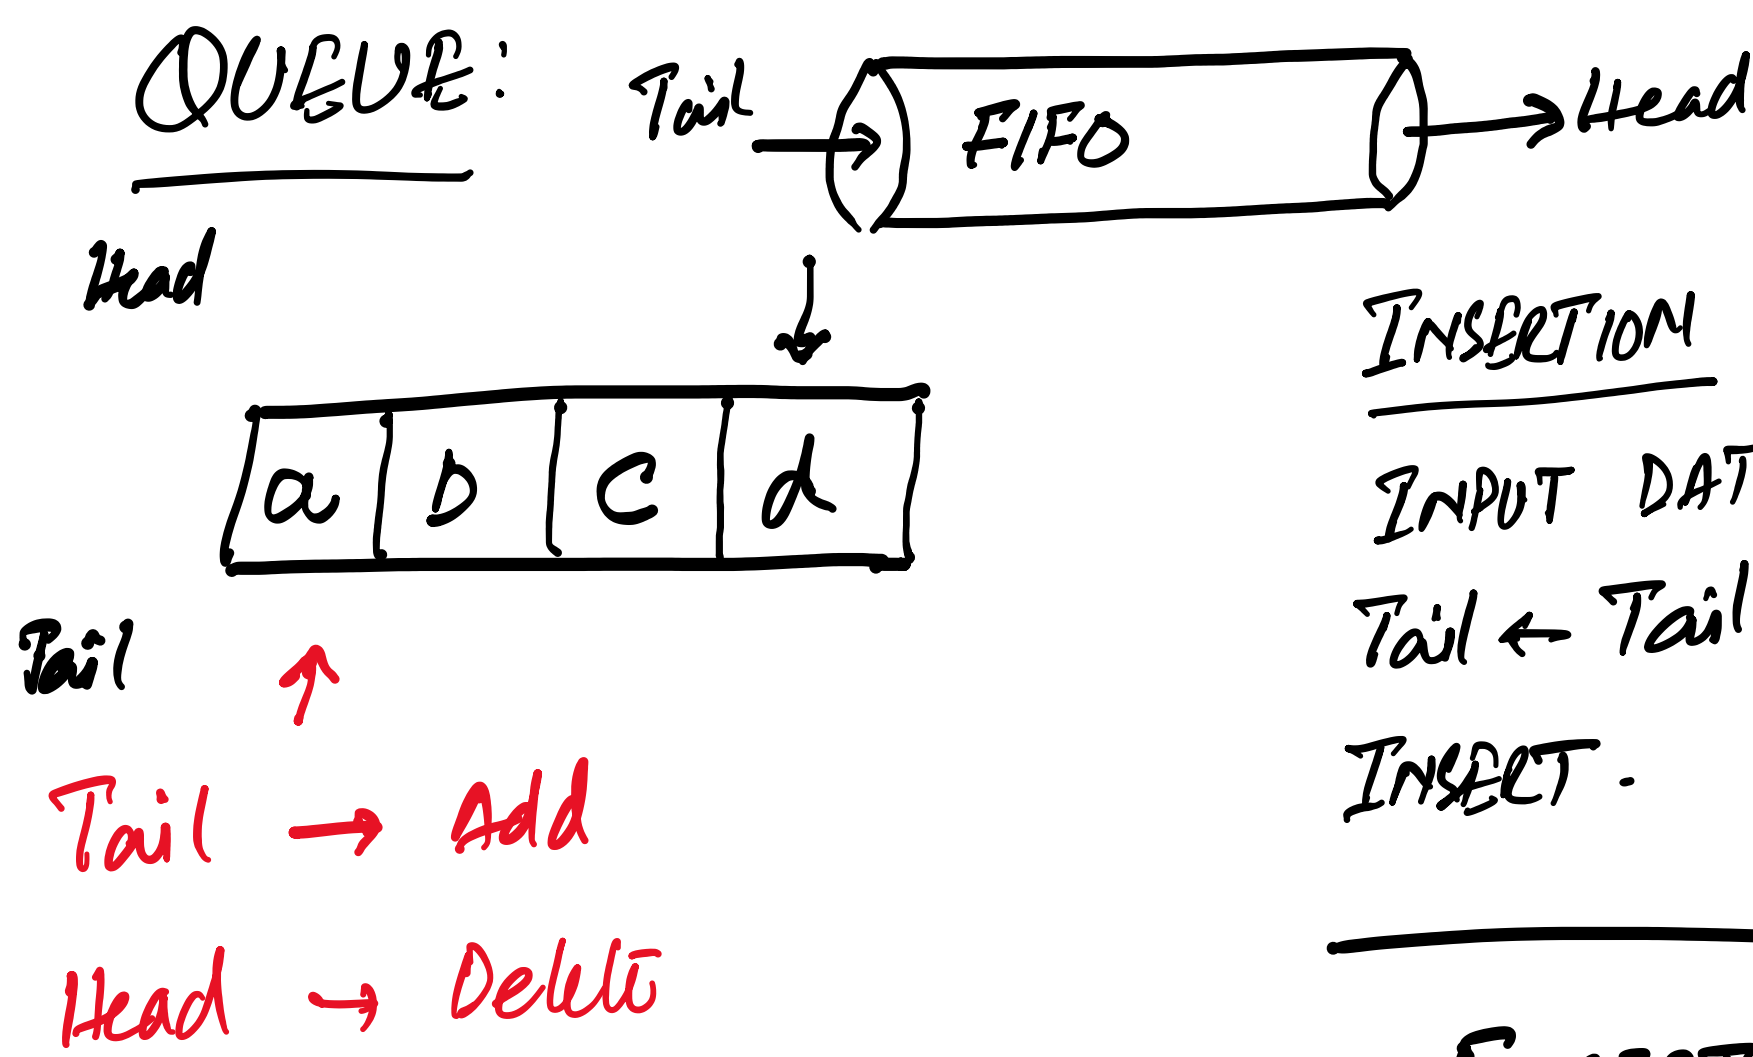 QUEUE:
Tail
FIFO
Head
Head
a D C d
Tail
Tail → Add
Head → Delete
INSERTION
INPUT DAT
Tail ← Tail
INSERT.